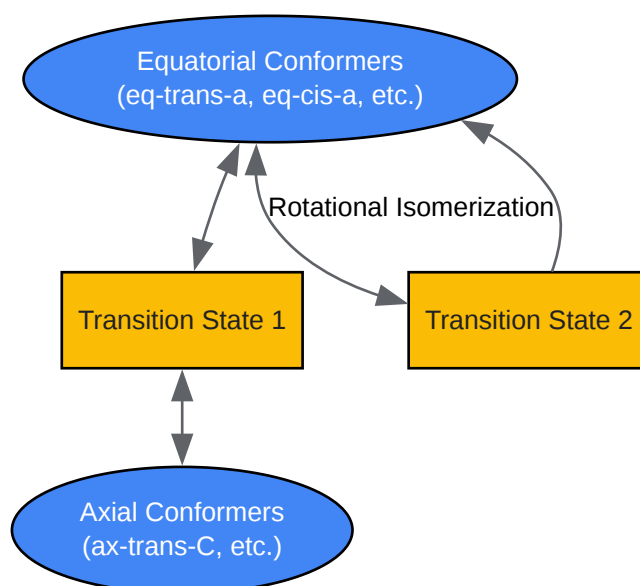 Equatorial Conformers
(eq-trans-a, eq-cis-a, etc.)
Rotational Isomerization
Transition State 1
Transition State 2
Axial Conformers
(ax-trans-C, etc.)